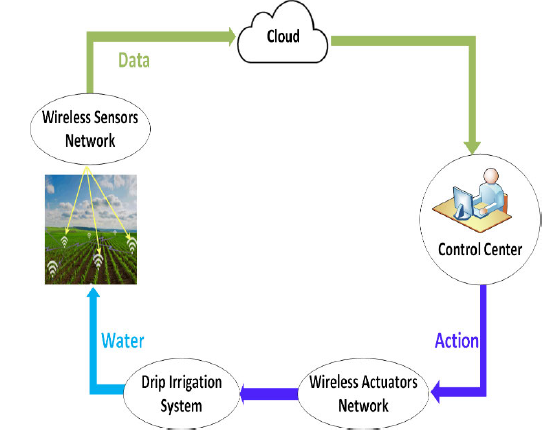 Cloud
Data
Wireless Sensors
Network
Control Center
Water
Action
Drip Irrigation
System
Wireless Actuators
Network